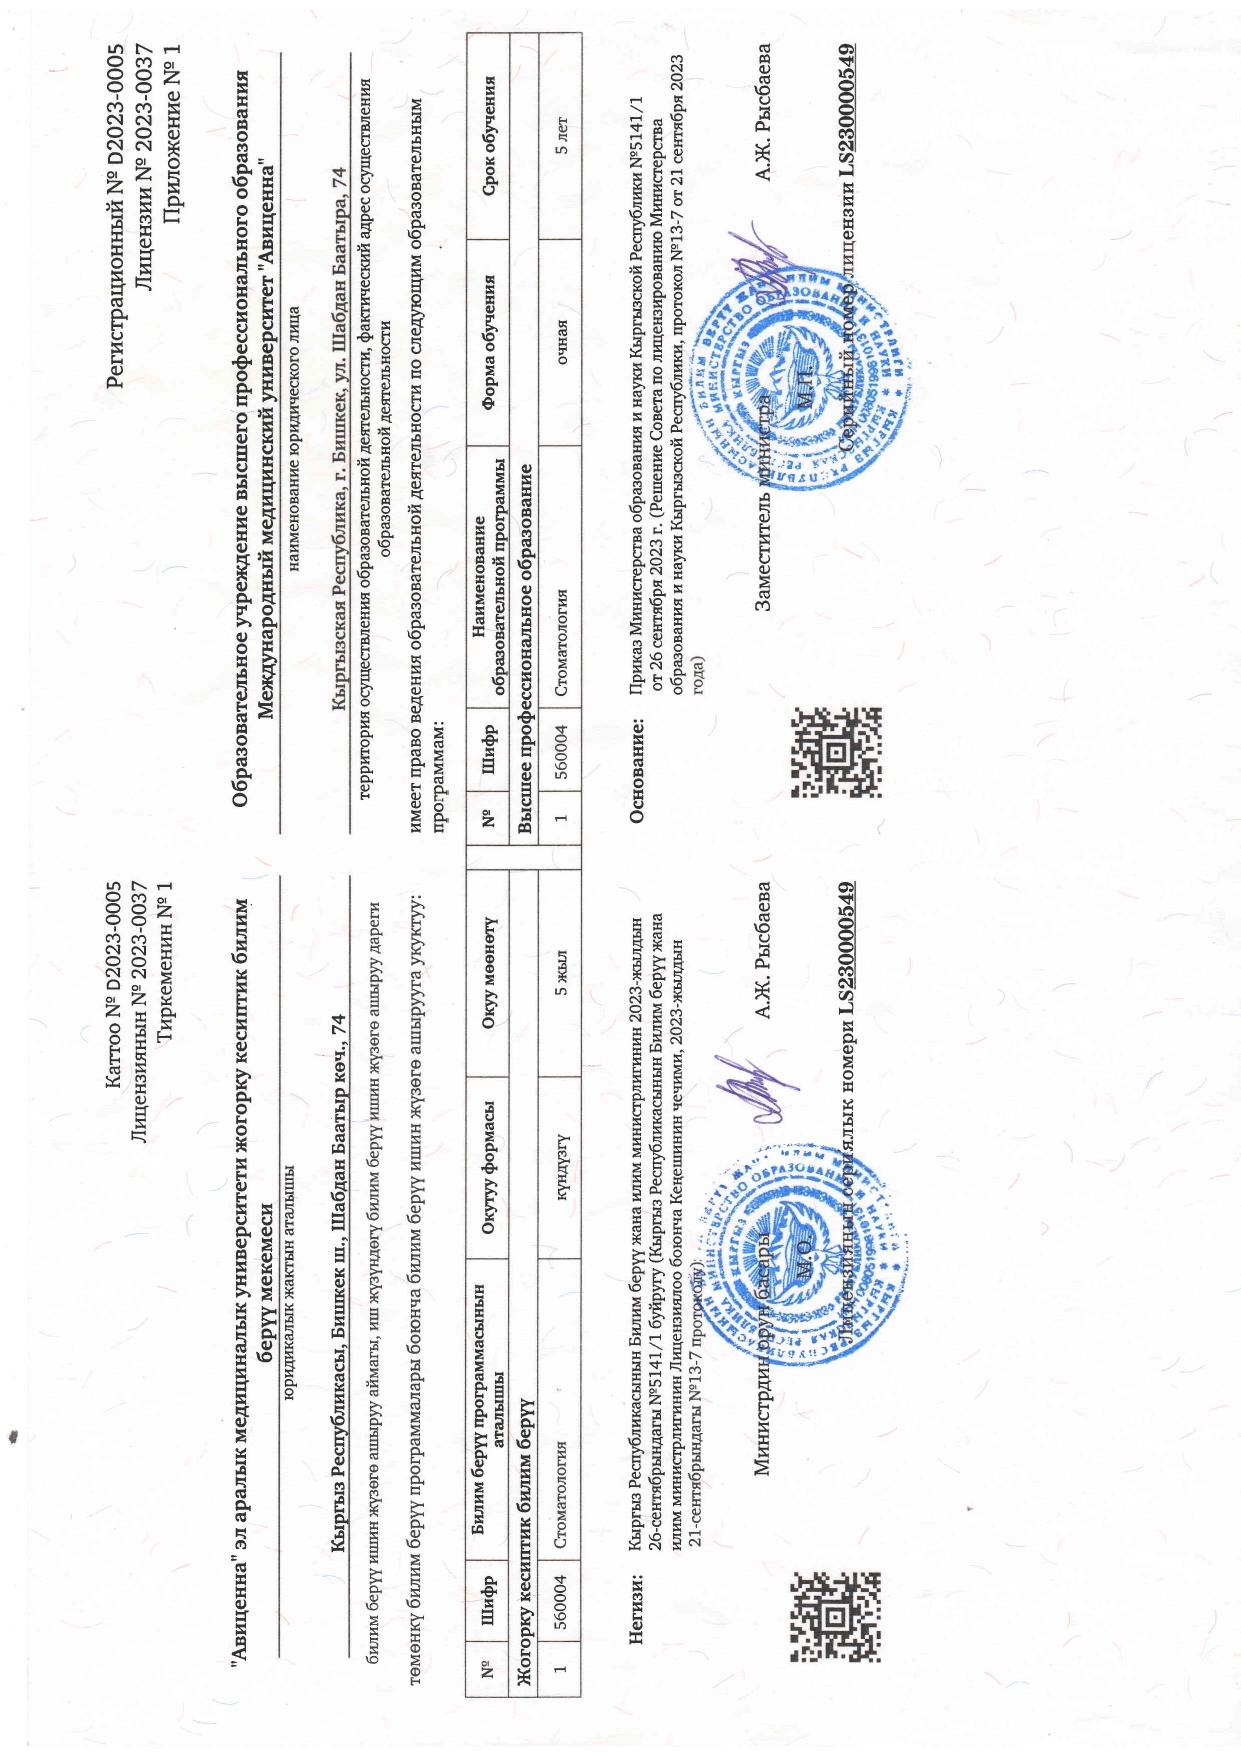 Каттоо № D2023-0005
Лицензиянын № 2023-0037
Тиркеменин № 1
"Авиценна" эл аралык медициналык университети жогорку кесиптик билим
берүү мекемеси
юридикалык жактын аталышы
Кыргыз Республикасы, Бишкек ш., Шабдан Баатыр көч., 74
билим берүү ишин жүзөгө ашыруу аймагы, иш жүзүндөгү билим берүү ишин жүзөгө ашыруу дареги
төмөнкү билим берүү программалары боюнча билим берүү ишин жүзөгө ашырууга укуктуу:
№ Шифр Билим берүү программасынын аталышы Окутуу формасы Окуу мөөнөтү
Жогорку кесиптик билим берүү
1 560004 Стоматология күндүзгү 5 жыл
Негизи: Кыргыз Республикасынын Билим берүү жана илим министрлигинин 2023-жылдын
26-сентябрындагы №5141/1 буйругу (Кыргыз Республикасынын Билим берүү жана
илим министрлигинин Лицензиялоо боюнча Кеңешинин чечими, 2023-жылдын
21-сентябрындагы №13-7 протоколу)
Министрдин орун басары А.Ж. Рысбаева
М.О.
Лицензиянын сериялык номери LS230000549
Регистрационный № D2023-0005
Лицензии № 2023-0037
Приложение № 1
Образовательное учреждение высшего профессионального образования
Международный медицинский университет "Авиценна"
наименование юридического лица
Кыргызская Республика, г. Бишкек, ул. Шабдан Баатыра, 74
территория осуществления образовательной деятельности, фактический адрес осуществления
образовательной деятельности
имеет право ведения образовательной деятельности по следующим образовательным
программам:
№ Шифр Наименование образовательной программы Форма обучения Срок обучения
Высшее профессиональное образование
1 560004 Стоматология очная 5 лет
Основание: Приказ Министерства образования и науки Кыргызской Республики №5141/1
от 26 сентября 2023 г. (Решение Совета по лицензированию Министерства
образования и науки Кыргызской Республики, протокол №13-7 от 21 сентября 2023
года)
Заместитель министра А.Ж. Рысбаева
М.П.
Серийный номер лицензии LS230000549